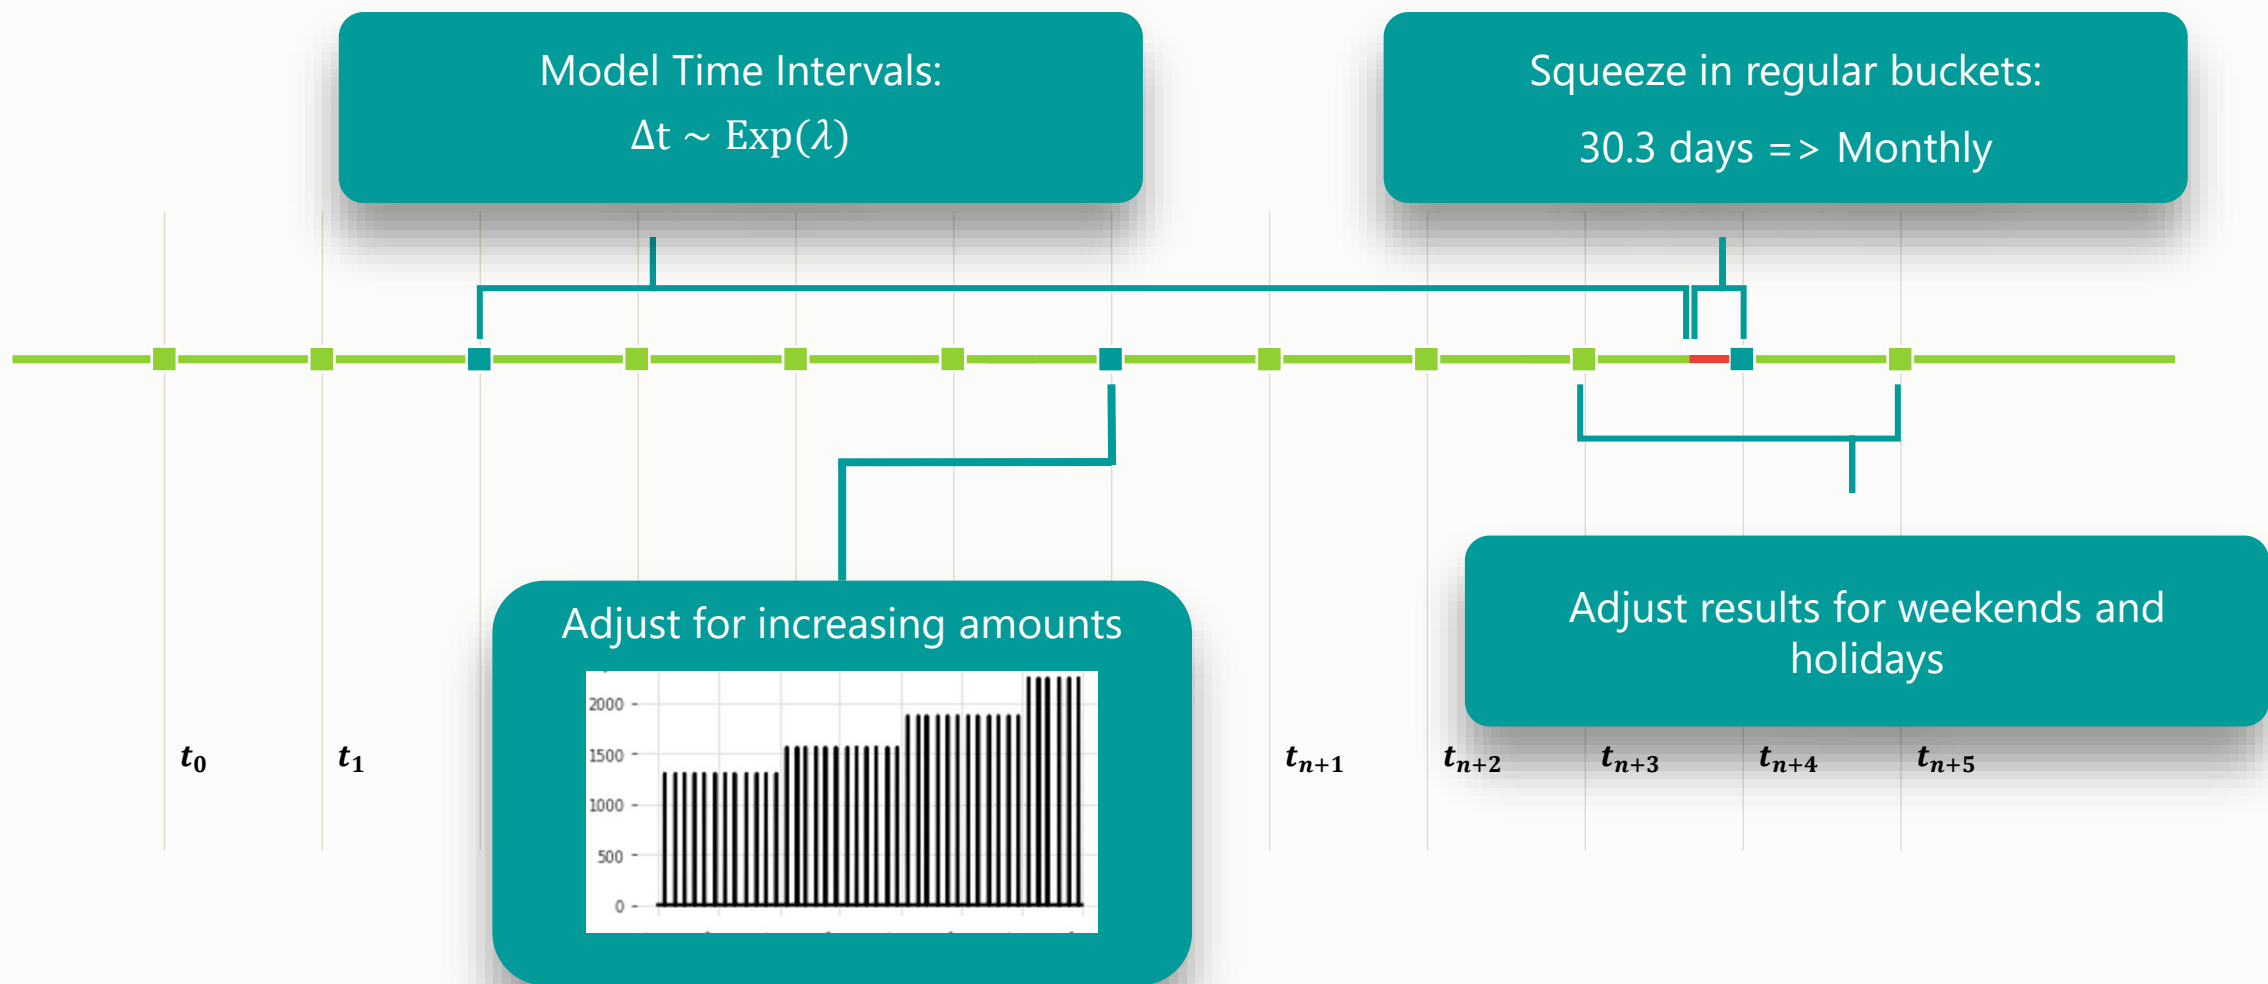 Model Time Intervals:
Δt ~ Exp(λ)
Squeeze in regular buckets:
30.3 days => Monthly
Adjust for increasing amounts
2000
1500
1000
500
0
Adjust results for weekends and
holidays
t₀
t₁
tₙ₊₁
tₙ₊₂
tₙ₊₃
tₙ₊₄
tₙ₊₅